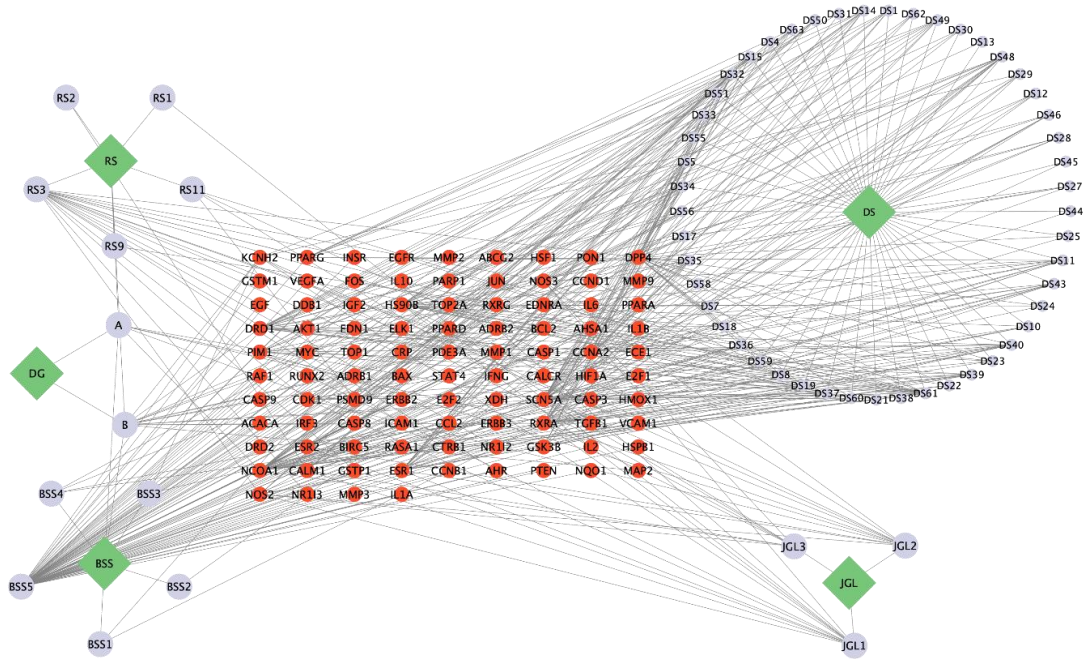 DS14 DS1
DS31 DS62
DS50 DS49
DS63 DS30
DS4 DS13
DS15 DS48
DS32 DS29
RS2 RS1 DS51 DS12
DS33 DS46
DS55 DS28
RS DS5 DS45
RS3 RS11 DS34 DS27
DS56 DS DS44
DS17 DS25
RS9
KCNH2 PPARG INSR EGFR MMP2 ABCG2 HSF1 PON1 DPP4 DS35 DS11
GSTM1 VEGFA FOS IL10 PARP1 JUN NOS3 CCND1 MMP9 DS58 DS43
EGF DDB1 IGF2 HS90B TOP2A RXRG EDNRA IL6 PPARA DS7 DS24
A DRD1 AKT1 EDN1 ELK1 PPARD ADRB2 BCL2 AHSA1 IL1B DS18 DS10
PIM1 MYC TOP1 CRP PDE3A MMP1 CASP1 CCNA2 ECE1 DS36 DS40
DG RAF1 RUNX2 ADRB1 BAX STAT4 IFNG CALCR HIF1A E2F1 DS59 DS23
DS8 DS39
DS19 DS22
CASP9 CDK1 PSMD9 ERBB2 E2F2 XDH SCN5A CASP3 HMOX1 DS37 DS60 DS21 DS38 DS61
B ACACA IRF3 CASP8 ICAM1 CCL2 ERBB3 RXRA TGFB1 VCAM1
DRD2 ESR2 BIRC5 RASA1 CTRB1 NR1I2 GSK3B IL2 HSPB1
NCOA1 CALM1 GSTP1 ESR1 CCNB1 AHR PTEN NQO1 MAP2
BSS4 BSS3 NOS2 NR1I3 MMP3 IL1A
JGL3 JGL2
BSS
BSS5 BSS2 JGL
BSS1 JGL1